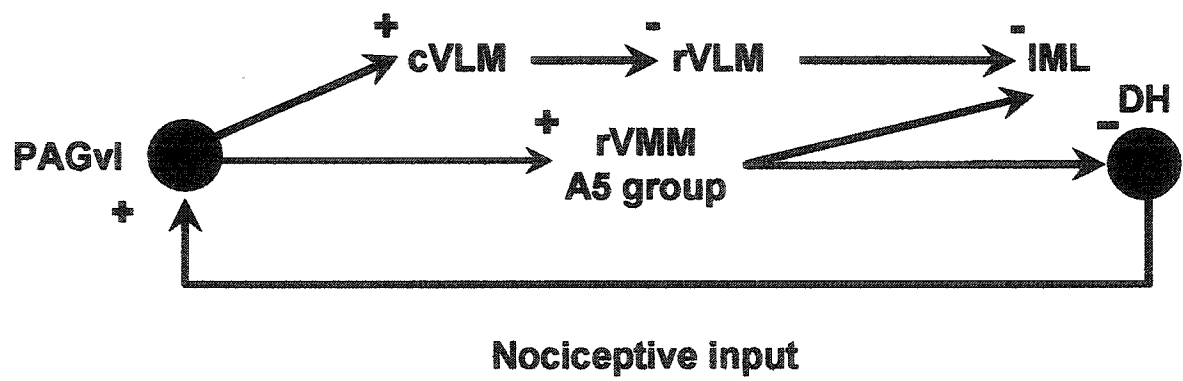 + cVLM - rVLM - IML
DH
PAGvl + rVMM -
A5 group
+
Nociceptive input